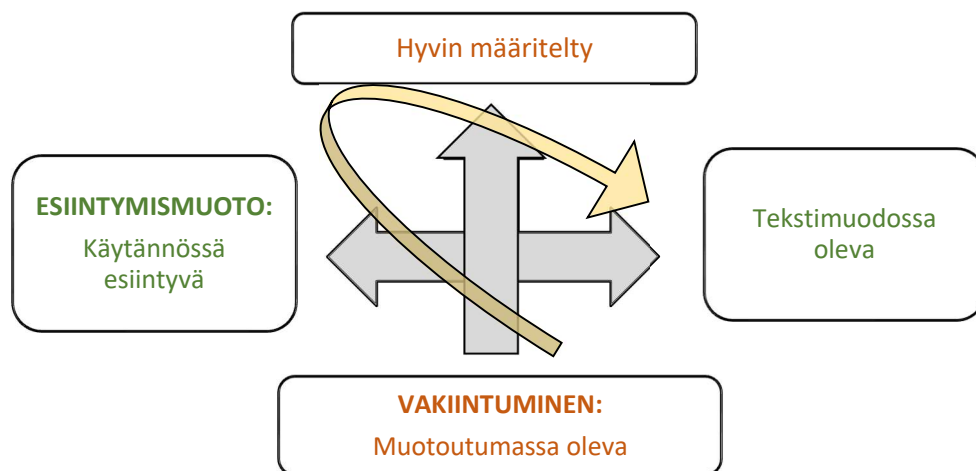 Hyvin määritelty
ESIINTYMISMUOTO:
Käytännössä
esiintyvä
Tekstimuodossa
oleva
VAKIINTUMINEN:
Muotoutumassa oleva